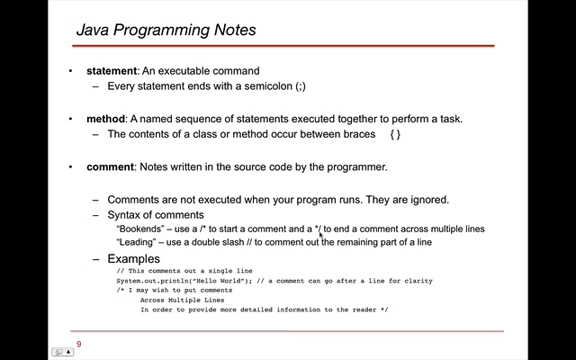 Java Programming Notes
• statement: An executable command
– Every statement ends with a semicolon (;)
• method: A named sequence of statements executed together to perform a task.
– The contents of a class or method occur between braces { }
• comment: Notes written in the source code by the programmer.
– Comments are not executed when your program runs. They are ignored.
– Syntax of comments
“Bookends” – use a /* to start a comment and a */ to end a comment across multiple lines
“Leading” – use a double slash // to comment out the remaining part of a line
– Examples
// This comments out a single line
System.out.println("Hello World"); // a comment can go after a line for clarity
/* I may wish to put comments
Across Multiple Lines
In order to provide more detailed information to the reader */
9